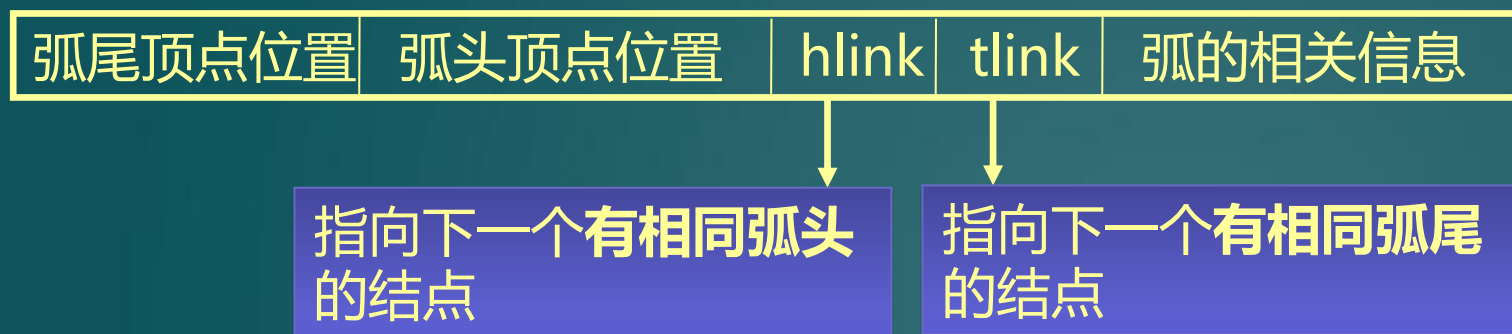 弧尾顶点位置 弧头顶点位置 hlink tlink 弧的相关信息
指向下一个有相同弧头
的结点
指向下一个有相同弧尾
的结点